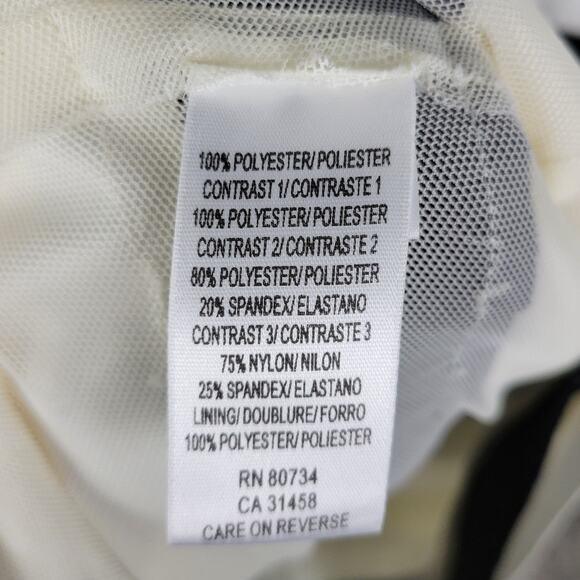 100% POLYESTER/ POLIESTER
CONTRAST 1/ CONTRASTE 1
100% POLYESTER/ POLIESTER
CONTRAST 2/ CONTRASTE 2
80% POLYESTER/ POLIESTER
20% SPANDEX/ ELASTANO
CONTRAST 3/ CONTRASTE 3
75% NYLON/ NILON
25% SPANDEX/ ELASTANO
LINING/ DOUBLURE/ FORRO
100% POLYESTER/ POLIESTER
RN 80734
CA 31458
CARE ON REVERSE